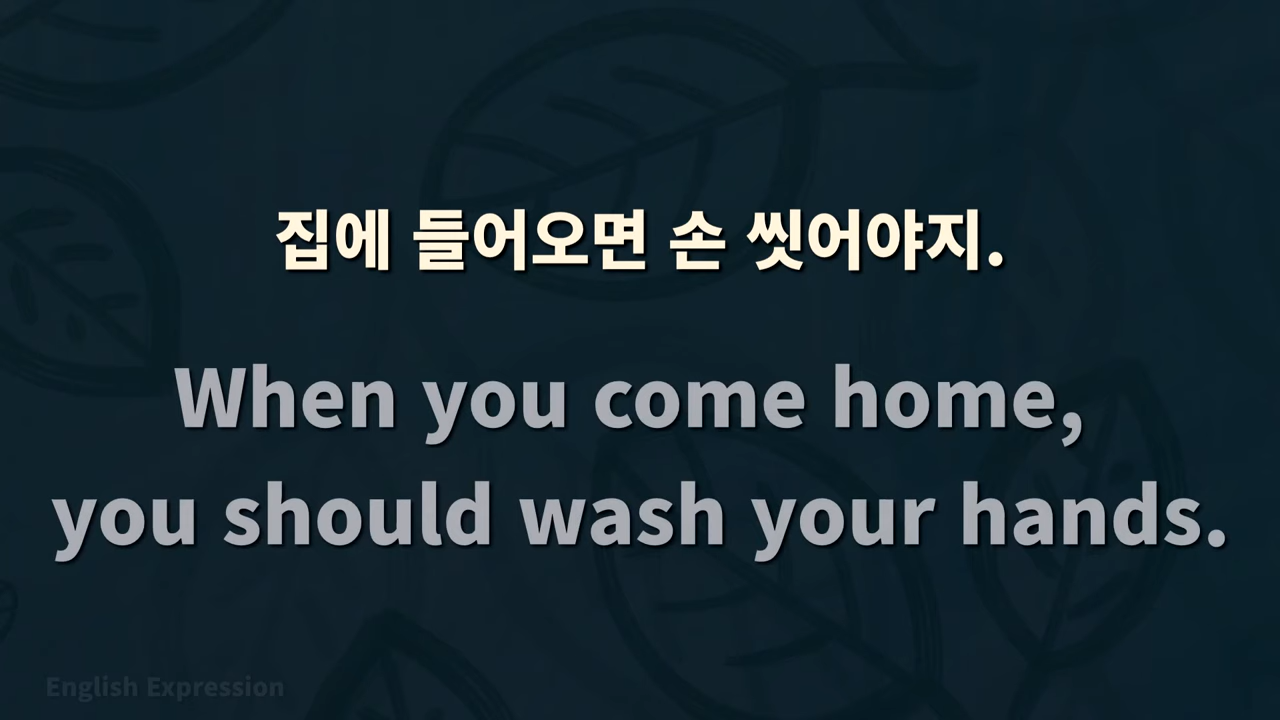 집에 들어오면 손 씻어야지.
When you come home,
you should wash your hands.
English Expression